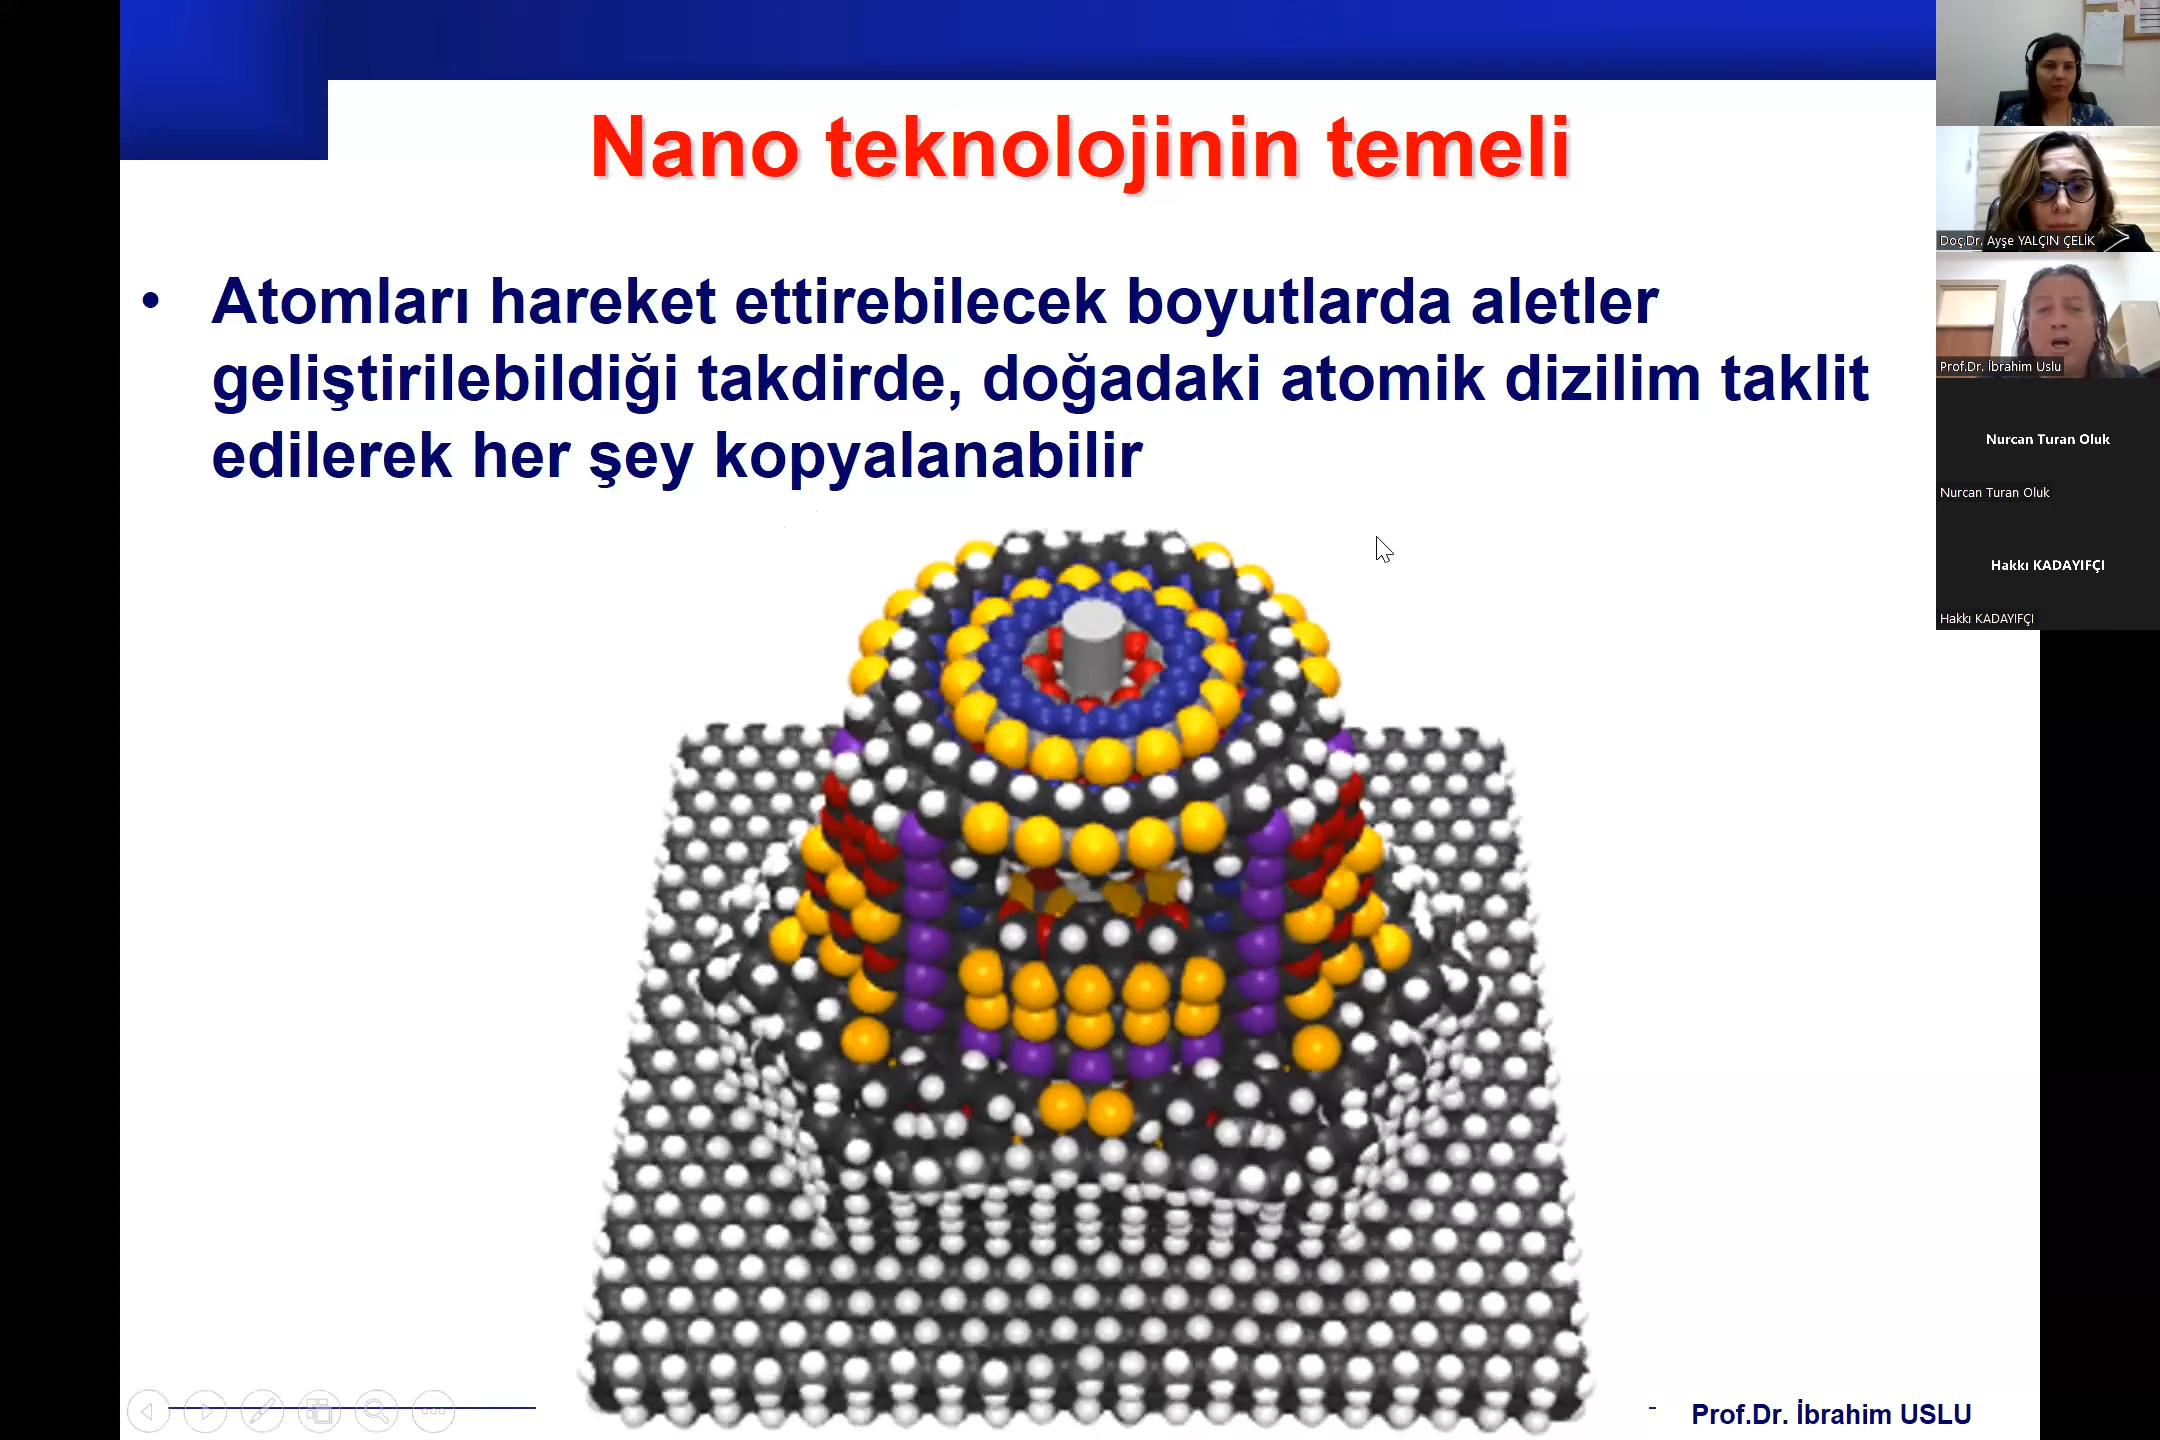 Nano teknolojinin temeli
• Atomları hareket ettirebilecek boyutlarda aletler
geliştirilebildiği takdirde, doğadaki atomik dizilim taklit
edilerek her şey kopyalanabilir
- Prof.Dr. İbrahim USLU
Doç.Dr. Ayşe YALÇIN ÇELİK
Prof.Dr. İbrahim Uslu
Nurcan Turan Oluk
Nurcan Turan Oluk
Hakkı KADAYIFÇI
Hakkı KADAYIFÇI